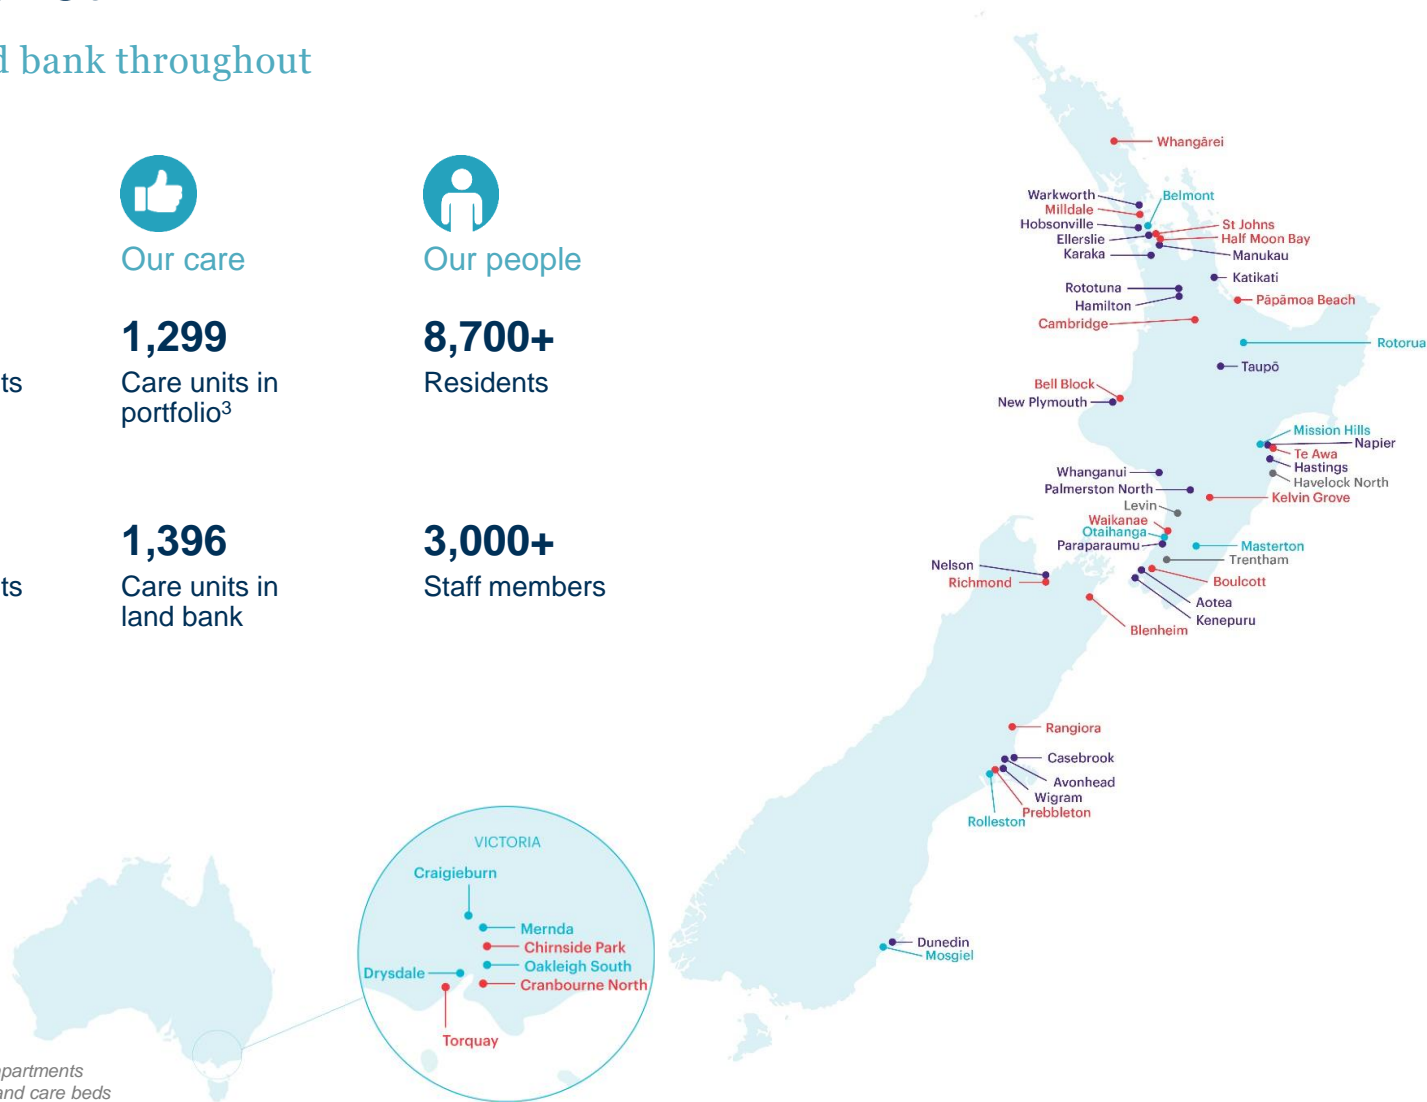 d bank throughout
Our care
Our people
1,299
8,700+
ts
Care units in
portfolio3
Residents
1,396
3,000+
ts
Care units in
land bank
Staff members
Whangārei
Warkworth
Belmont
Milldale
Hobsonville
St Johns
Ellerslie
Half Moon Bay
Karaka
Manukau
Katikati
Rototuna
Pāpāmoa Beach
Hamilton
Cambridge
Rotorua
Taupō
Bell Block
New Plymouth
Mission Hills
Napier
Te Awa
Hastings
Whanganui
Havelock North
Palmerston North
Kelvin Grove
Levin
Waikanae
Otaihanga
Paraparaumu
Masterton
Trentham
Nelson
Richmond
Boulcott
Aotea
Kenepuru
Blenheim
Rangiora
Casebrook
Avonhead
Wigram
Prebbleton
Rolleston
Dunedin
Mosgiel
VICTORIA
Craigieburn
Mernda
Chirnside Park
Oakleigh South
Drysdale
Cranbourne North
Torquay
partments
and care beds